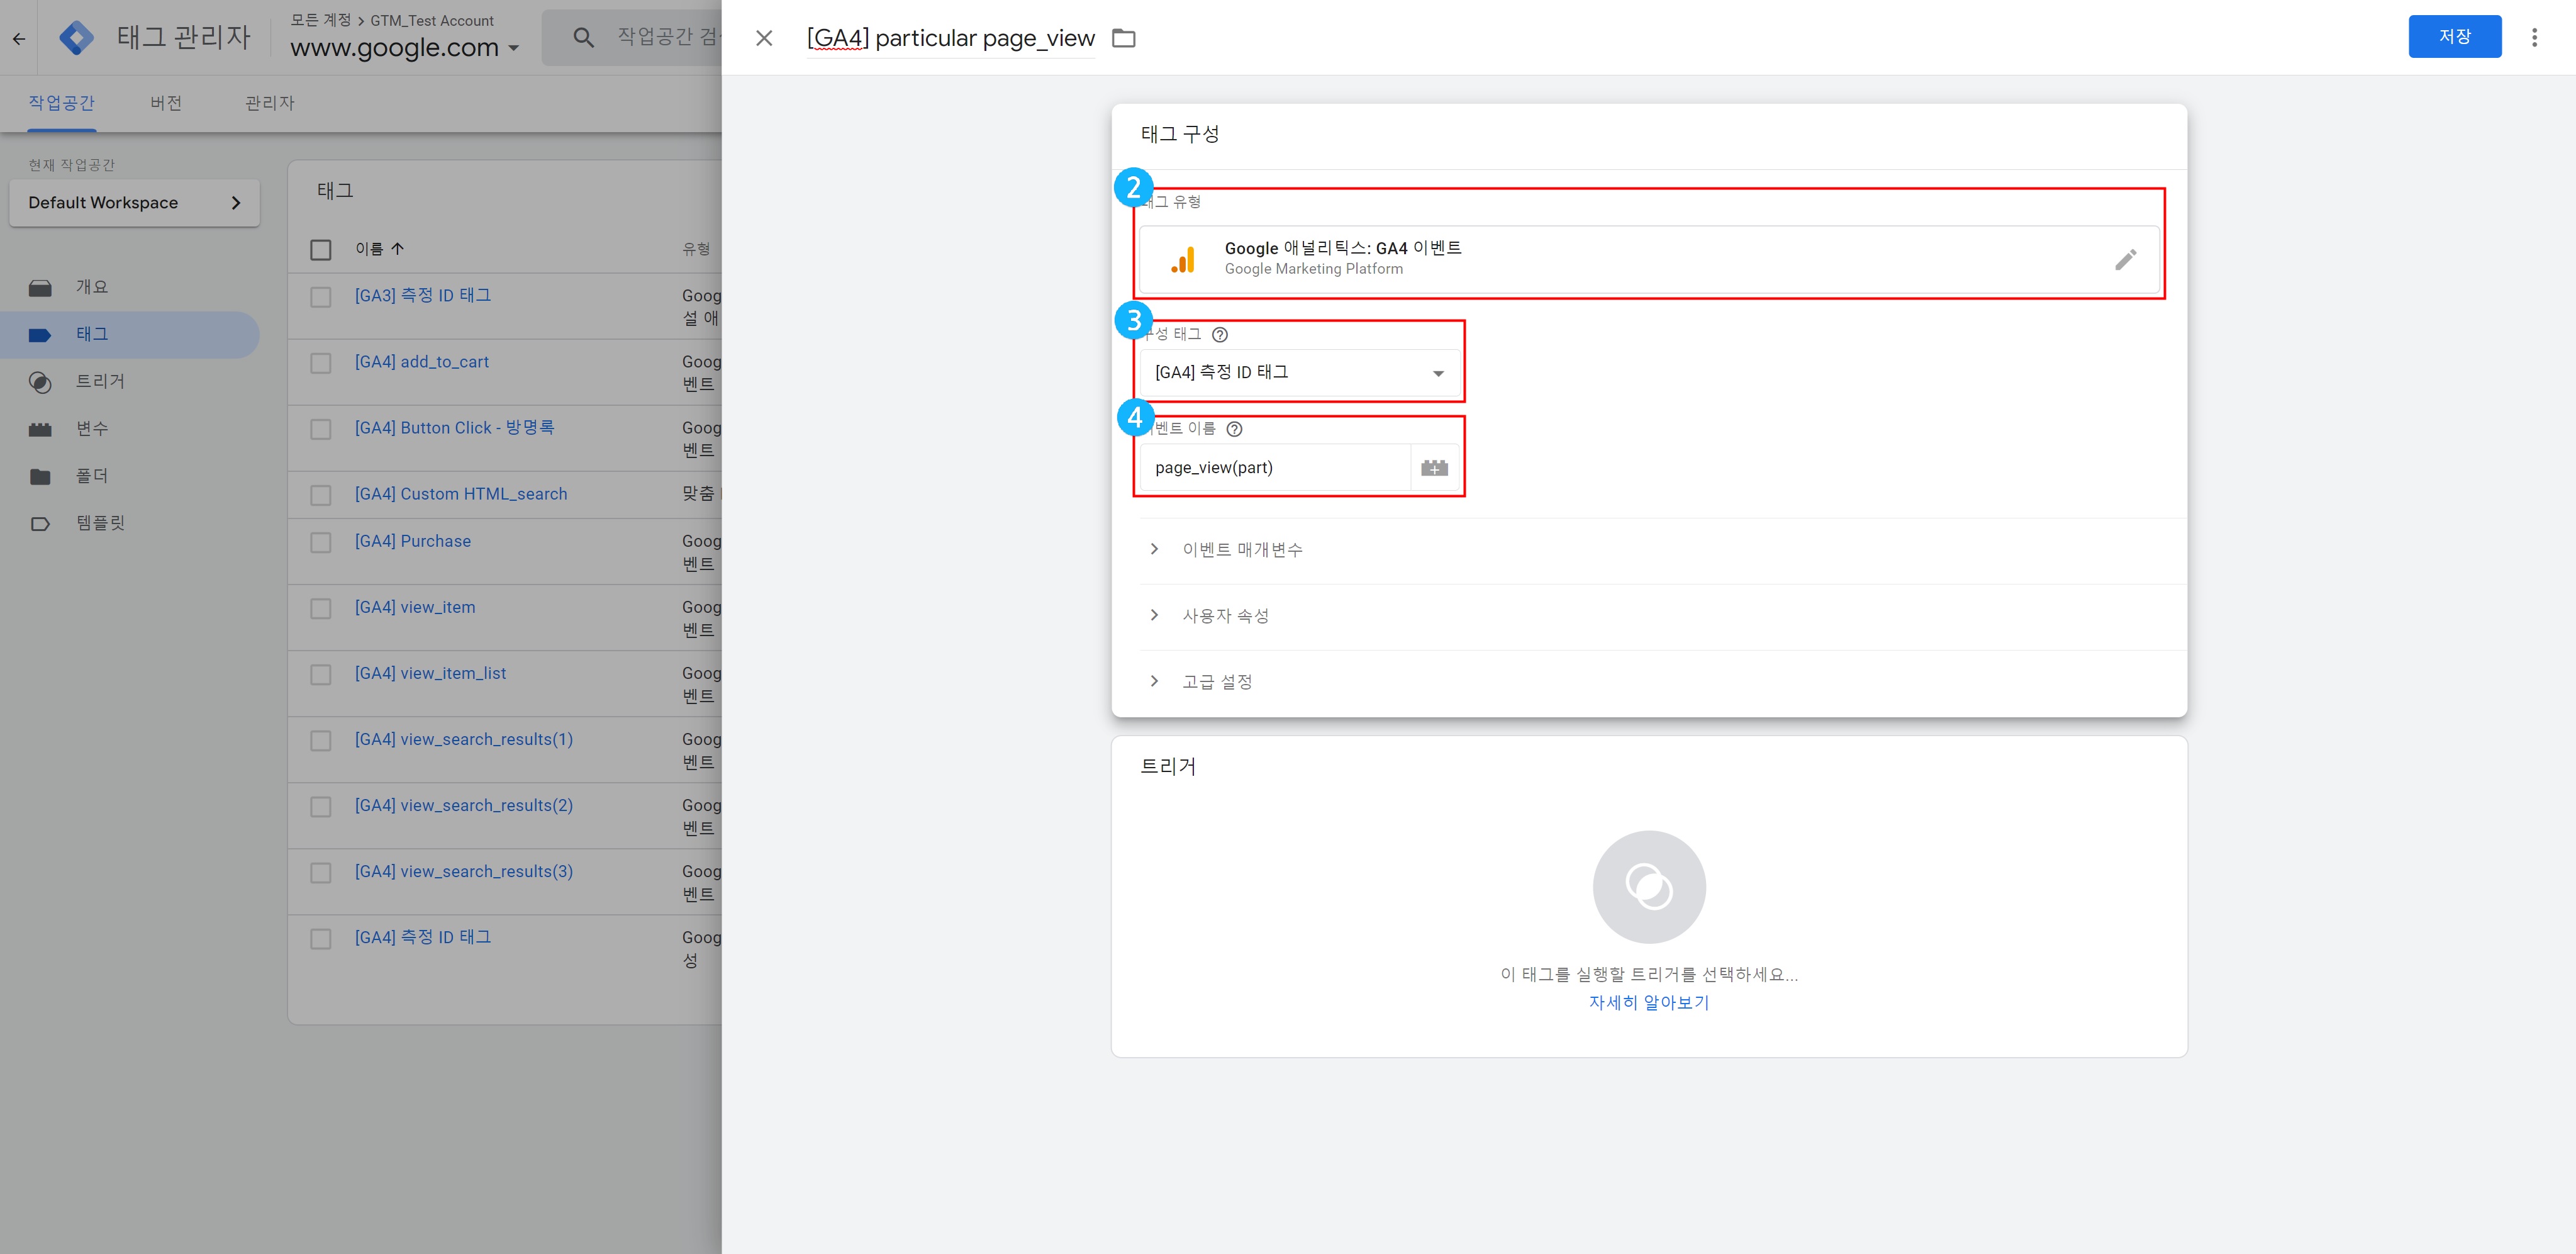 태그 관리자
모든 계정 > GTM_Test Account
www.google.com
작업공간 검
[GA4] particular page_view
저장
작업공간
버전
관리자
현재 작업공간
Default Workspace
개요
태그
트리거
변수
폴더
템플릿
태그
이름
유형
[GA3] 측정 ID 태그
Goog
설 애
[GA4] add_to_cart
Goog
벤트
[GA4] Button Click - 방명록
Goog
벤트
[GA4] Custom HTML_search
맞춤
[GA4] Purchase
Goog
벤트
[GA4] view_item
Goog
벤트
[GA4] view_item_list
Goog
벤트
[GA4] view_search_results(1)
Goog
벤트
[GA4] view_search_results(2)
Goog
벤트
[GA4] view_search_results(3)
Goog
벤트
[GA4] 측정 ID 태그
Goog
성
태그 구성
2
태그 유형
Google 애널리틱스: GA4 이벤트
Google Marketing Platform
3
구성 태그
[GA4] 측정 ID 태그
4
이벤트 이름
page_view(part)
이벤트 매개변수
사용자 속성
고급 설정
트리거
이 태그를 실행할 트리거를 선택하세요...
자세히 알아보기